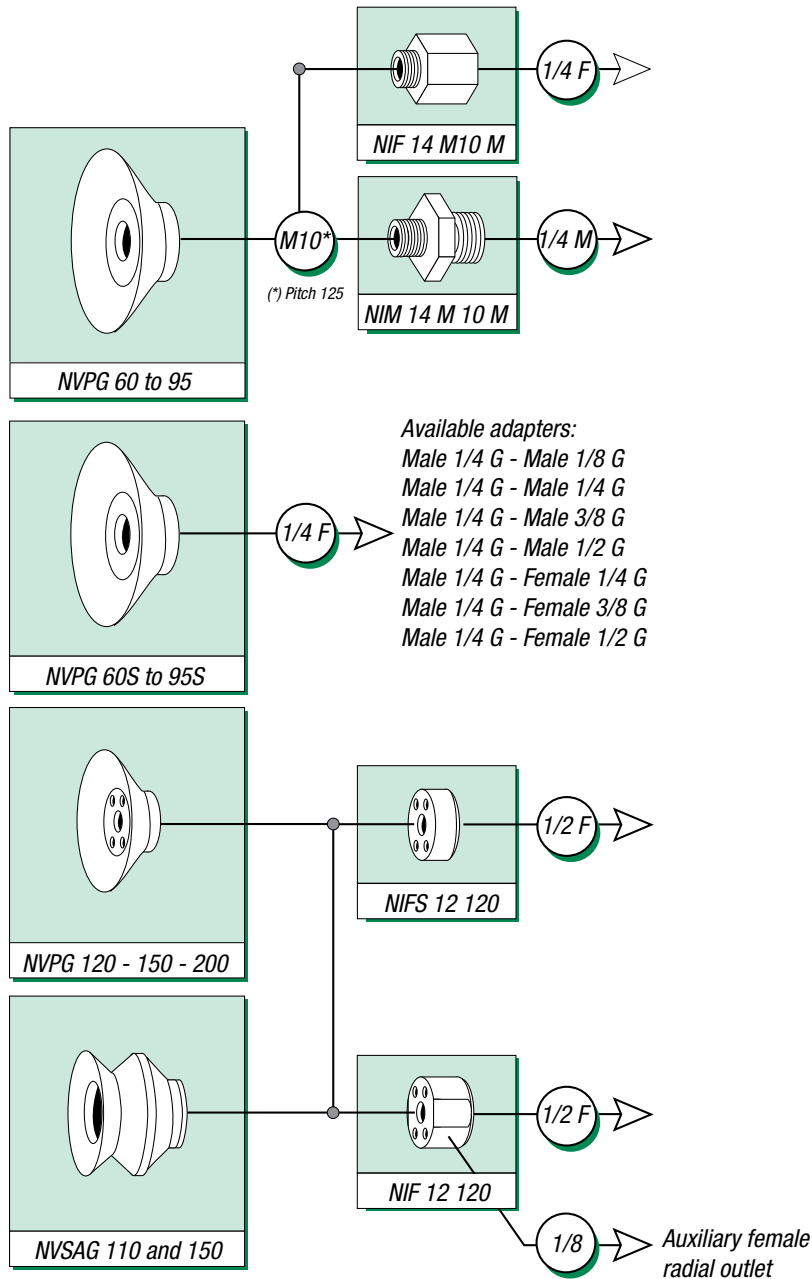 1/4 F
NIF 14 M10 M
M10*
(*) Pitch 125
1/4 M
NIM 14 M 10 M
NVPG 60 to 95
Available adapters:
Male 1/4 G - Male 1/8 G
Male 1/4 G - Male 1/4 G
Male 1/4 G - Male 3/8 G
Male 1/4 G - Male 1/2 G
Male 1/4 G - Female 1/4 G
Male 1/4 G - Female 3/8 G
Male 1/4 G - Female 1/2 G
1/4 F
NVPG 60S to 95S
1/2 F
NIFS 12 120
NVPG 120 - 150 - 200
1/2 F
NIF 12 120
NVSAG 110 and 150
1/8
Auxiliary female
radial outlet